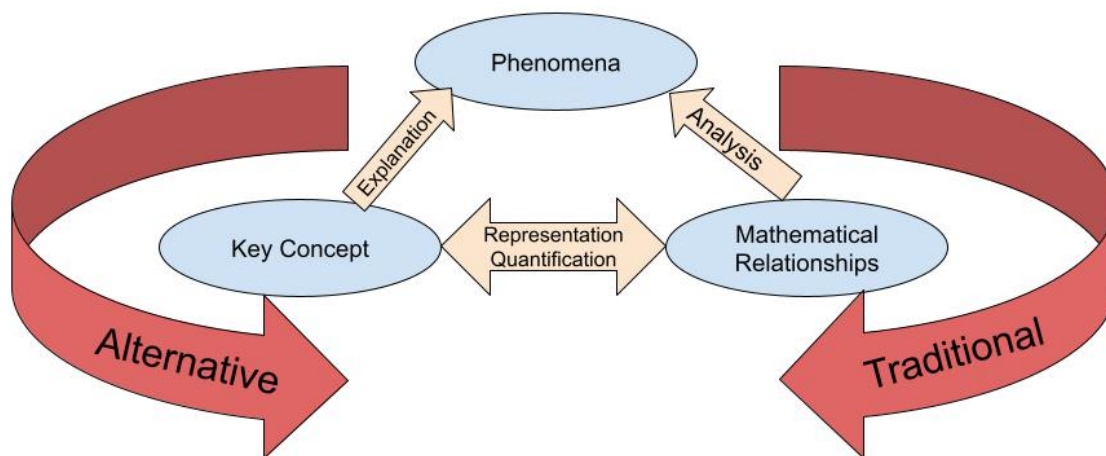 Phenomena
Explanation
Analysis
Key Concept
Representation
Quantification
Mathematical
Relationships
Alternative
Traditional